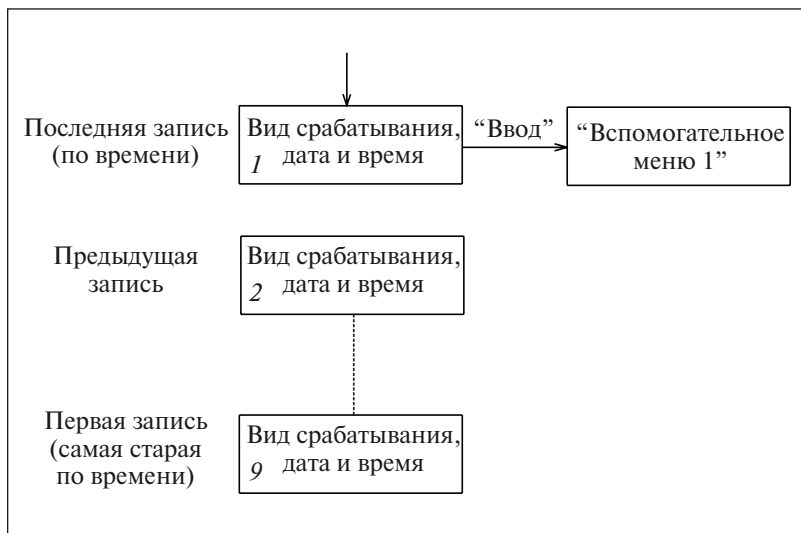 Последняя запись
(по времени)
Вид срабатывания,
1 дата и время
“Ввод”
“Вспомогательное
меню 1”
Предыдущая
запись
Вид срабатывания,
2 дата и время
Первая запись
(самая старая
по времени)
Вид срабатывания,
9 дата и время